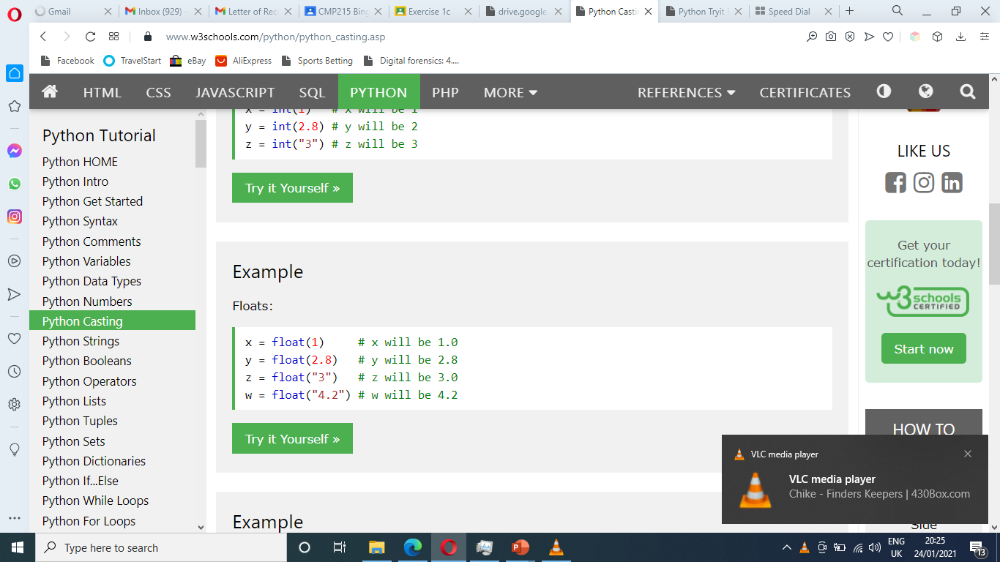 Gmail
Inbox (929) -
Letter of Rec
CMP215 Bin
Exercise 1c
drive.google
Python Casti
Python Tryit
Speed Dial
www.w3schools.com/python/python_casting.asp
Facebook
TravelStart
eBay
AliExpress
Sports Betting
Digital forensics: 4....
HTML
CSS
JAVASCRIPT
SQL
PYTHON
PHP
MORE
REFERENCES
CERTIFICATES
Python Tutorial
Python HOME
Python Intro
Python Get Started
Python Syntax
Python Comments
Python Variables
Python Data Types
Python Numbers
Python Casting
Python Strings
Python Booleans
Python Operators
Python Lists
Python Tuples
Python Sets
Python Dictionaries
Python If...Else
Python While Loops
Python For Loops
x = int(1) # x will be 1
y = int(2.8) # y will be 2
z = int("3") # z will be 3
Try it Yourself »
Example
Floats:
x = float(1) # x will be 1.0
y = float(2.8) # y will be 2.8
z = float("3") # z will be 3.0
w = float("4.2") # w will be 4.2
Try it Yourself »
Example
LIKE US
Get your
certification today!
w3schools
CERTIFIED
Start now
HOW TO
Side
VLC media player
VLC media player
Chike - Finders Keepers | 430Box.com
Type here to search
ENG
UK
20:25
24/01/2021
13